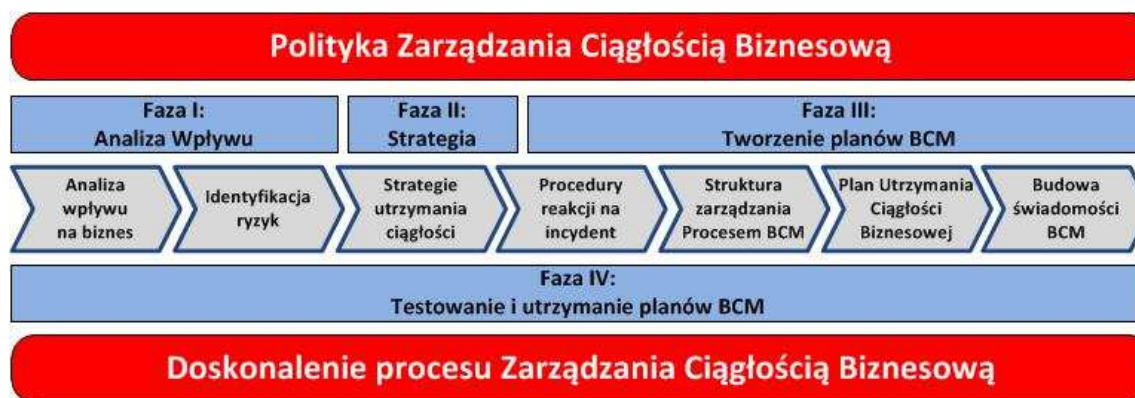 Polityka Zarządzania Ciągłością Biznesową
Faza I:
Analiza Wpływu
Faza II:
Strategia
Faza III:
Tworzenie planów BCM
Analiza
wpływu
na biznes
Identyfikacja
ryzyk
Strategie
utrzymania
ciągłości
Procedury
reakcji na
incydent
Struktura
zarządzania
Procesem BCM
Plan Utrzymania
Ciągłości
Biznesowej
Budowa
świadomości
BCM
Faza IV:
Testowanie i utrzymanie planów BCM
Doskonalenie procesu Zarządzania Ciągłością Biznesową